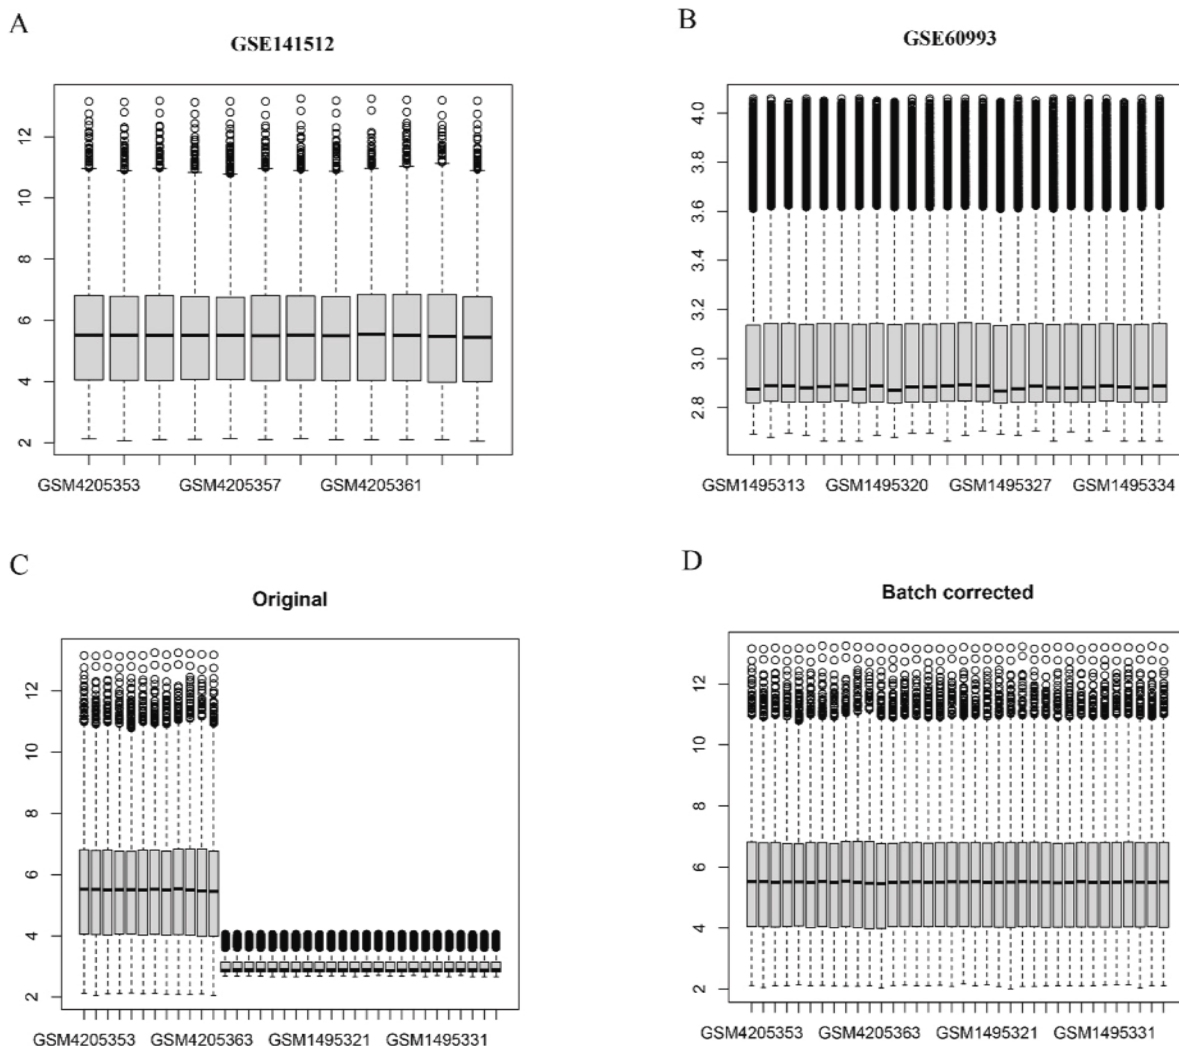 A
GSE141512
12
10
8
6
4
2
GSM4205353 GSM4205357 GSM4205361
B
GSE60993
4.0
3.8
3.6
3.4
3.2
3.0
2.8
GSM1495313 GSM1495320 GSM1495327 GSM1495334
C
Original
12
10
8
6
4
2
GSM4205353 GSM4205363 GSM1495321 GSM1495331
D
Batch corrected
12
10
8
6
4
2
GSM4205353 GSM4205363 GSM1495321 GSM1495331